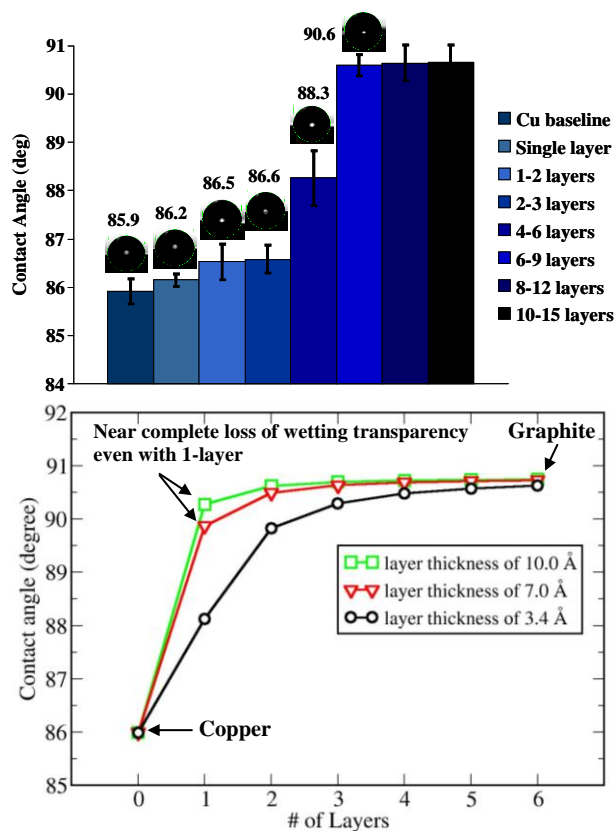 90.6
88.3
86.5
86.6
85.9
86.2
91
90
89
88
87
86
85
84
Contact Angle (deg)
Cu baseline
Single layer
1-2 layers
2-3 layers
4-6 layers
6-9 layers
8-12 layers
10-15 layers
92
91
90
89
88
87
86
85
Contact angle (degree)
Near complete loss of wetting transparency
even with 1-layer
Graphite
layer thickness of 10.0 Å
layer thickness of 7.0 Å
layer thickness of 3.4 Å
Copper
0 1 2 3 4 5 6
# of Layers